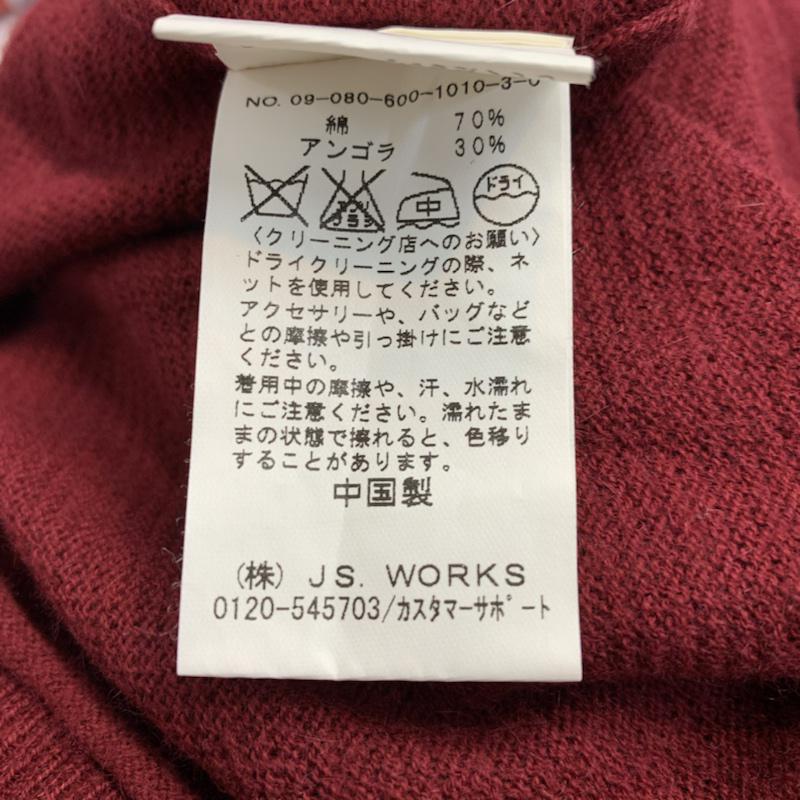 NO. 09-080-600-1010-3-0
綿 70%
アンゴラ 30%
エンソ
ブラシ
中
ドライ
〈クリーニング店へのお願い〉
ドライクリーニングの際、ネ
ットを使用してください。
アクセサリーや、バッグなど
との摩擦や引っ掛けにご注意
ください。
着用中の摩擦や、汗、水濡れ
にご注意ください。濡れたま
まの状態で擦れると、色移り
することがあります。
中国製
(株) JS. WORKS
0120-545703/カスタマーサポート